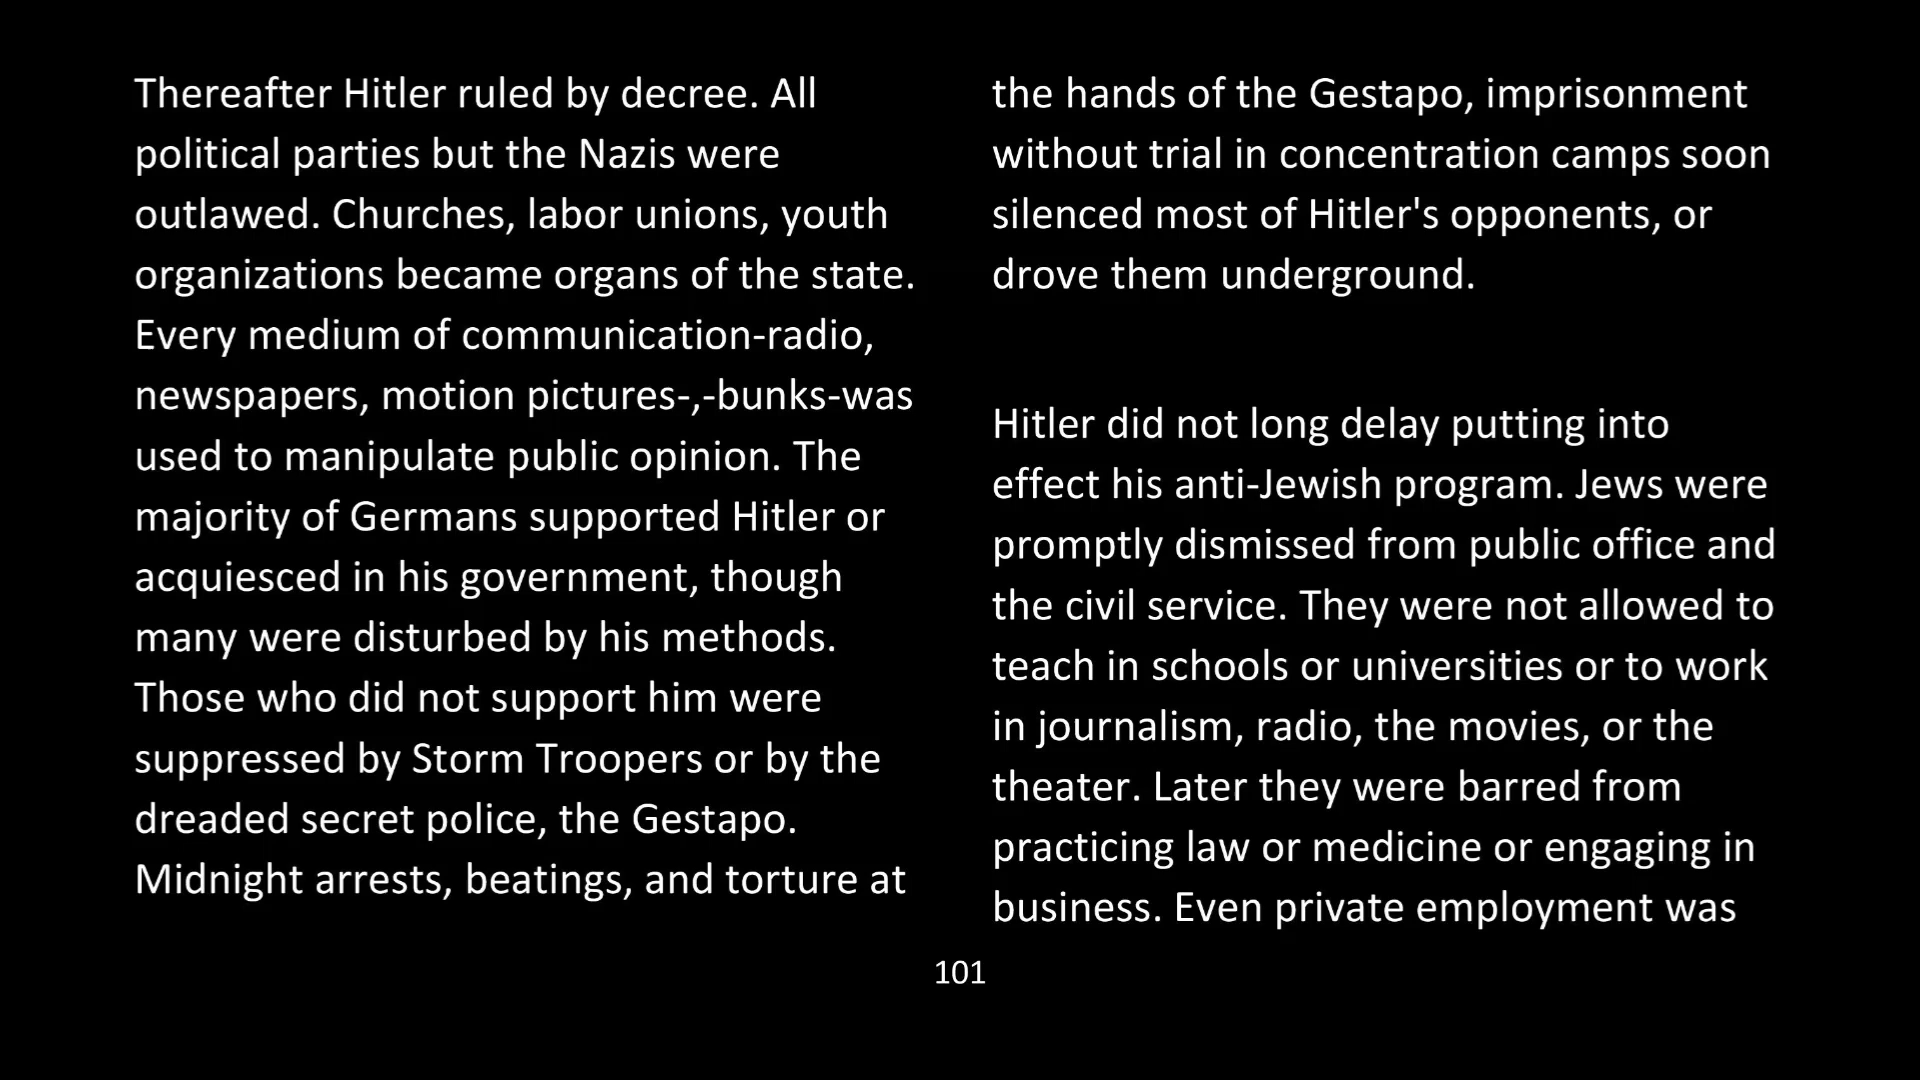 Thereafter Hitler ruled by decree. All
political parties but the Nazis were
outlawed. Churches, labor unions, youth
organizations became organs of the state.
Every medium of communication-radio,
newspapers, motion pictures-,-bunks-was
used to manipulate public opinion. The
majority of Germans supported Hitler or
acquiesced in his government, though
many were disturbed by his methods.
Those who did not support him were
suppressed by Storm Troopers or by the
dreaded secret police, the Gestapo.
Midnight arrests, beatings, and torture at
the hands of the Gestapo, imprisonment
without trial in concentration camps soon
silenced most of Hitler's opponents, or
drove them underground.
Hitler did not long delay putting into
effect his anti-Jewish program. Jews were
promptly dismissed from public office and
the civil service. They were not allowed to
teach in schools or universities or to work
in journalism, radio, the movies, or the
theater. Later they were barred from
practicing law or medicine or engaging in
business. Even private employment was
101